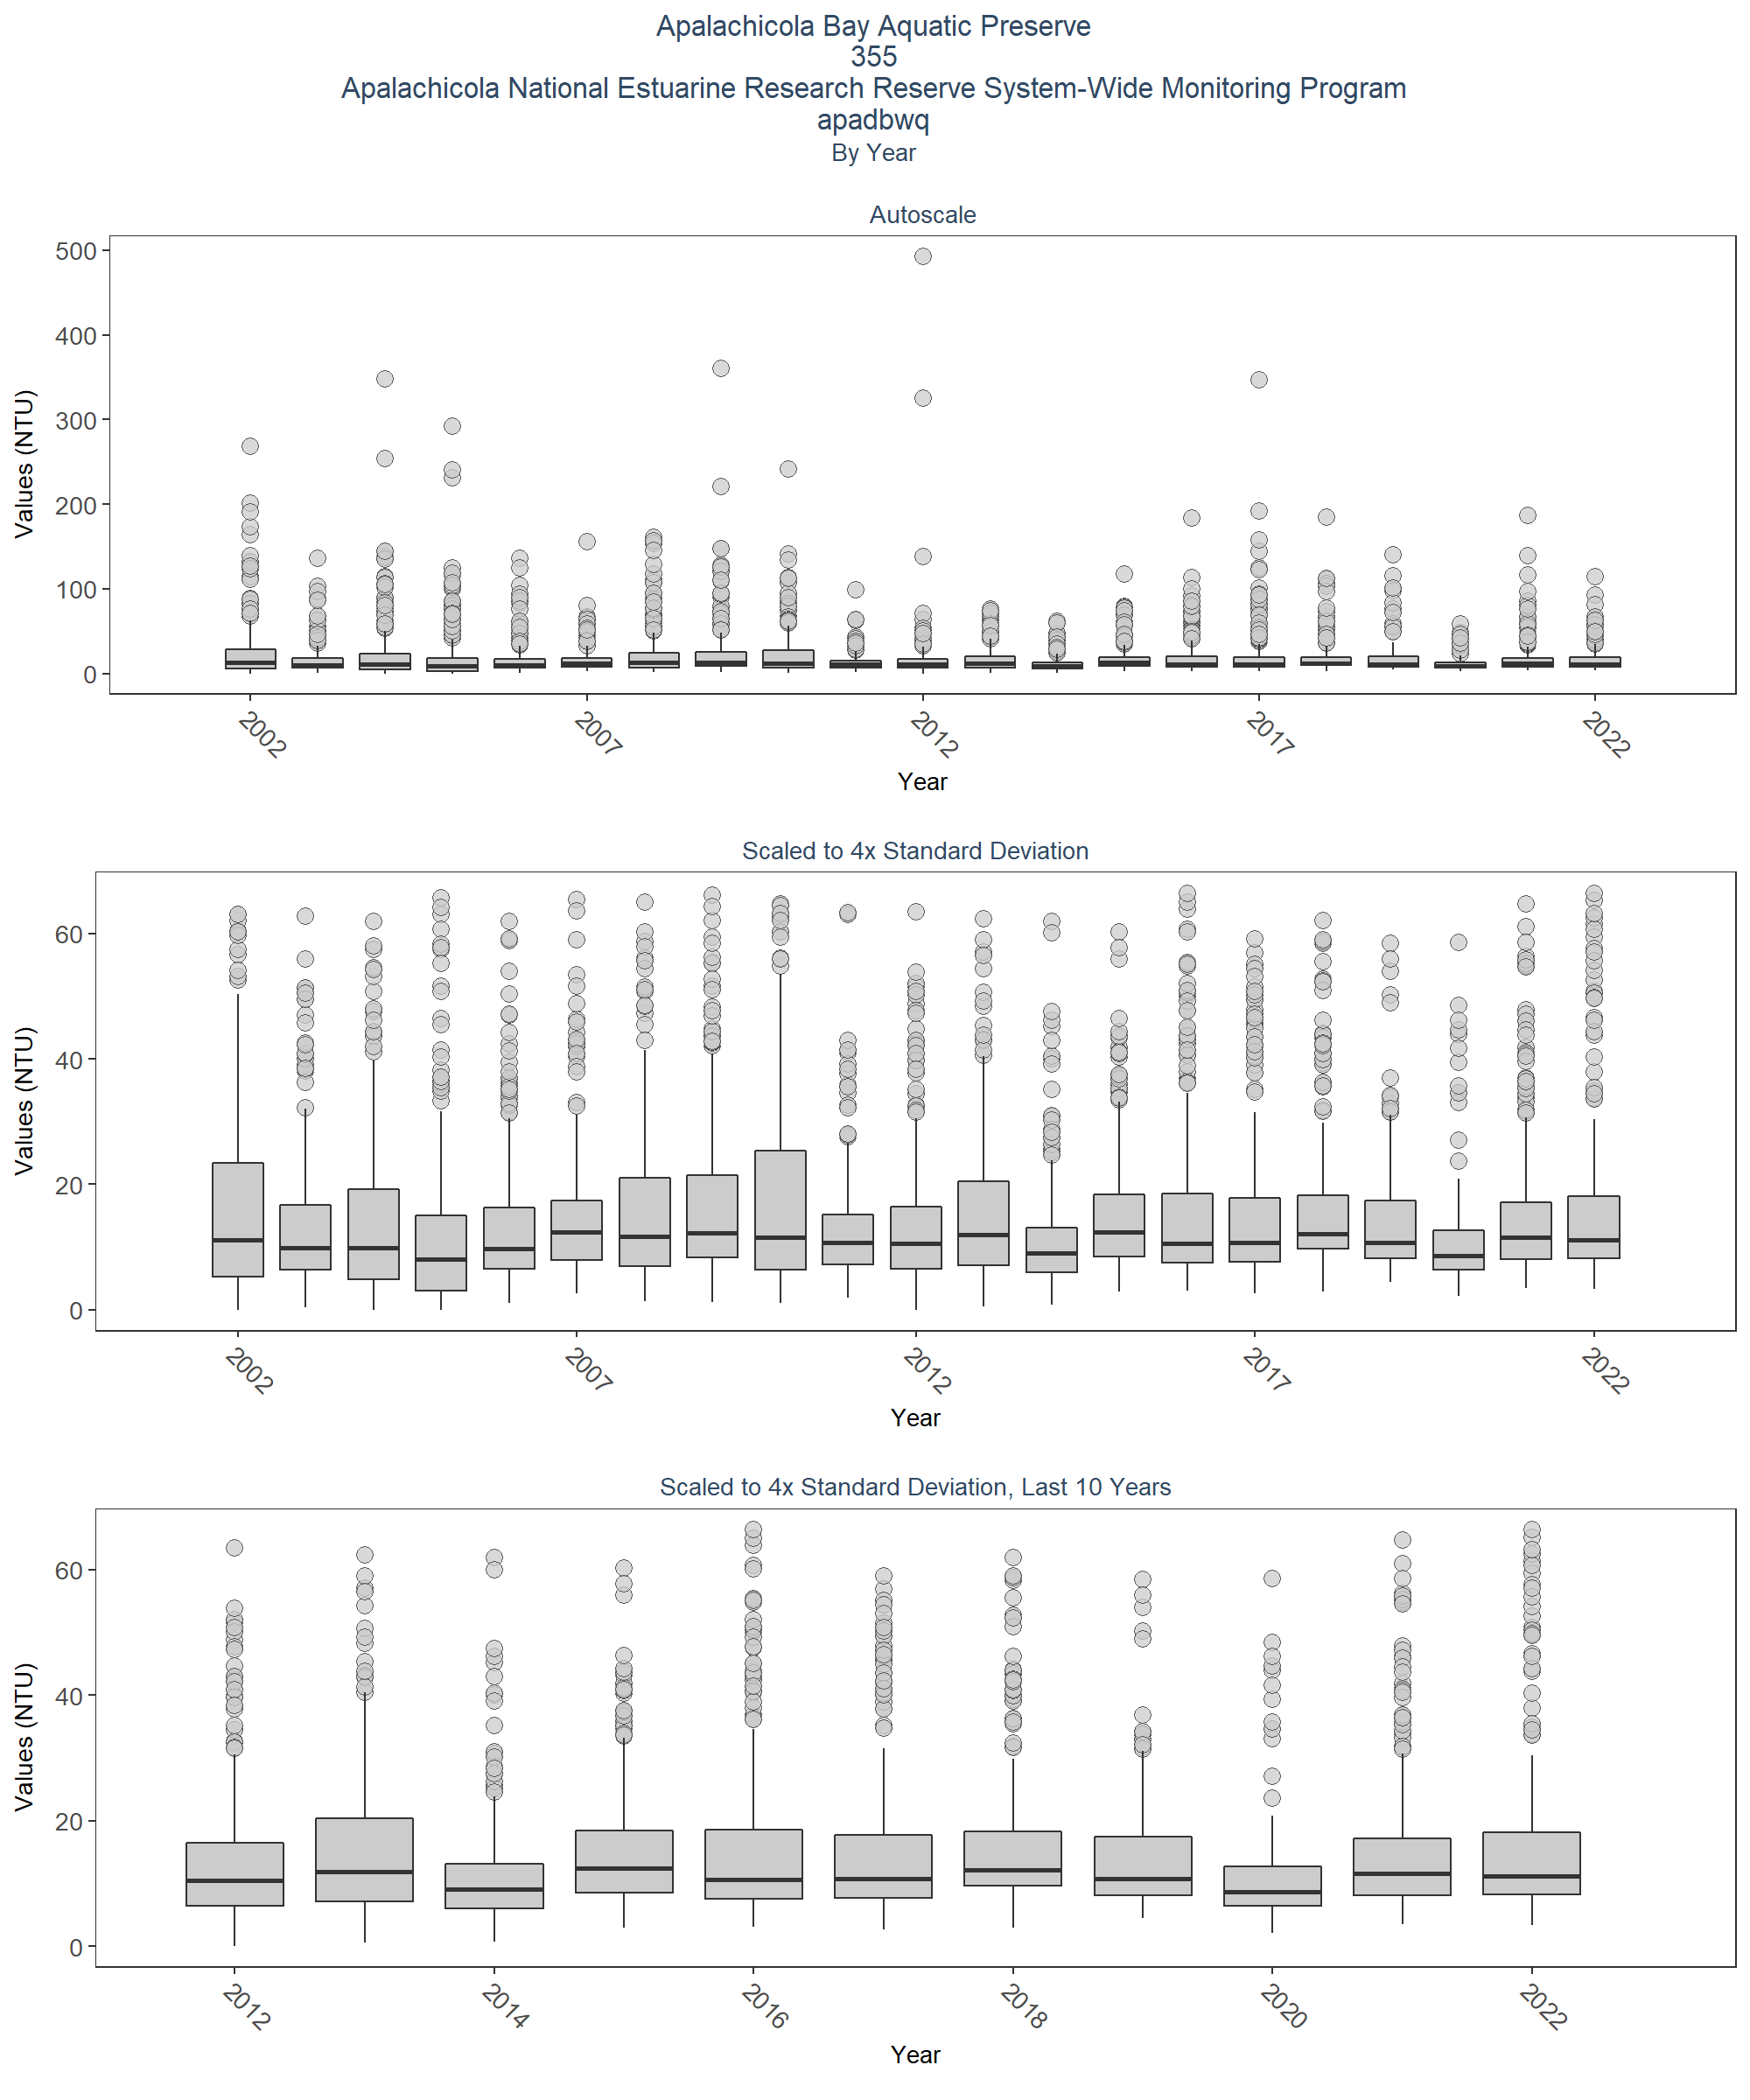 Apalachicola Bay Aquatic Preserve
355
Apalachicola National Estuarine Research Reserve System-Wide Monitoring Program
apadbwq
By Year
Autoscale
Values (NTU)
500
400
300
200
100
0
2002 2007 2012 2017 2022
Year
Scaled to 4x Standard Deviation
Values (NTU)
60
40
20
0
2002 2007 2012 2017 2022
Year
Scaled to 4x Standard Deviation, Last 10 Years
Values (NTU)
60
40
20
0
2012 2014 2016 2018 2020 2022
Year